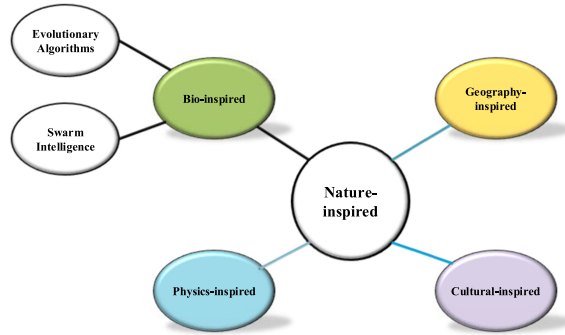 Evolutionary
Algorithms
Bio-inspired
Geography-
inspired
Swarm
Intelligence
Nature-
inspired
Physics-inspired
Cultural-inspired